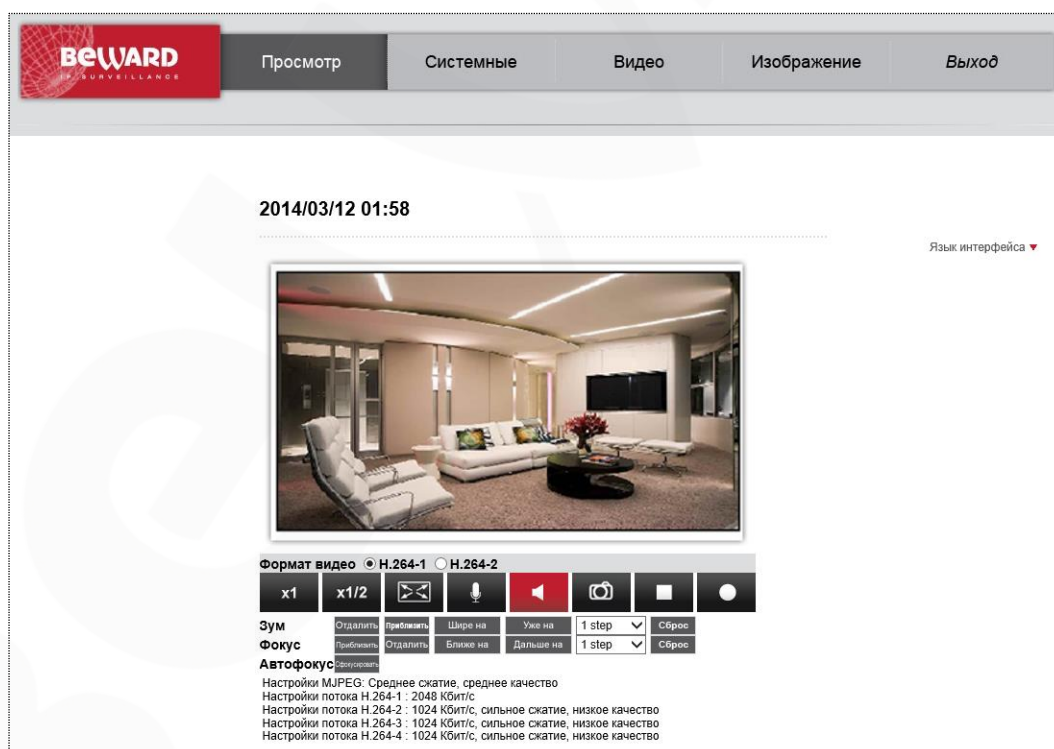 BEWARD
IP SURVEILLANCE
Просмотр Системные Видео Изображение Выход
2014/03/12 01:58
Язык интерфейса
Формат видео H.264-1 H.264-2
x1 x1/2
Зум Отдалить Приблизить Шире на Уже на 1 step Сброс
Фокус Приблизить Отдалить Ближе на Дальше на 1 step Сброс
Автофокус Сфокусировать
Настройки MJPEG: Среднее сжатие, среднее качество
Настройки потока H.264-1 : 2048 Кбит/с
Настройки потока H.264-2 : 1024 Кбит/с, сильное сжатие, низкое качество
Настройки потока H.264-3 : 1024 Кбит/с, сильное сжатие, низкое качество
Настройки потока H.264-4 : 1024 Кбит/с, сильное сжатие, низкое качество